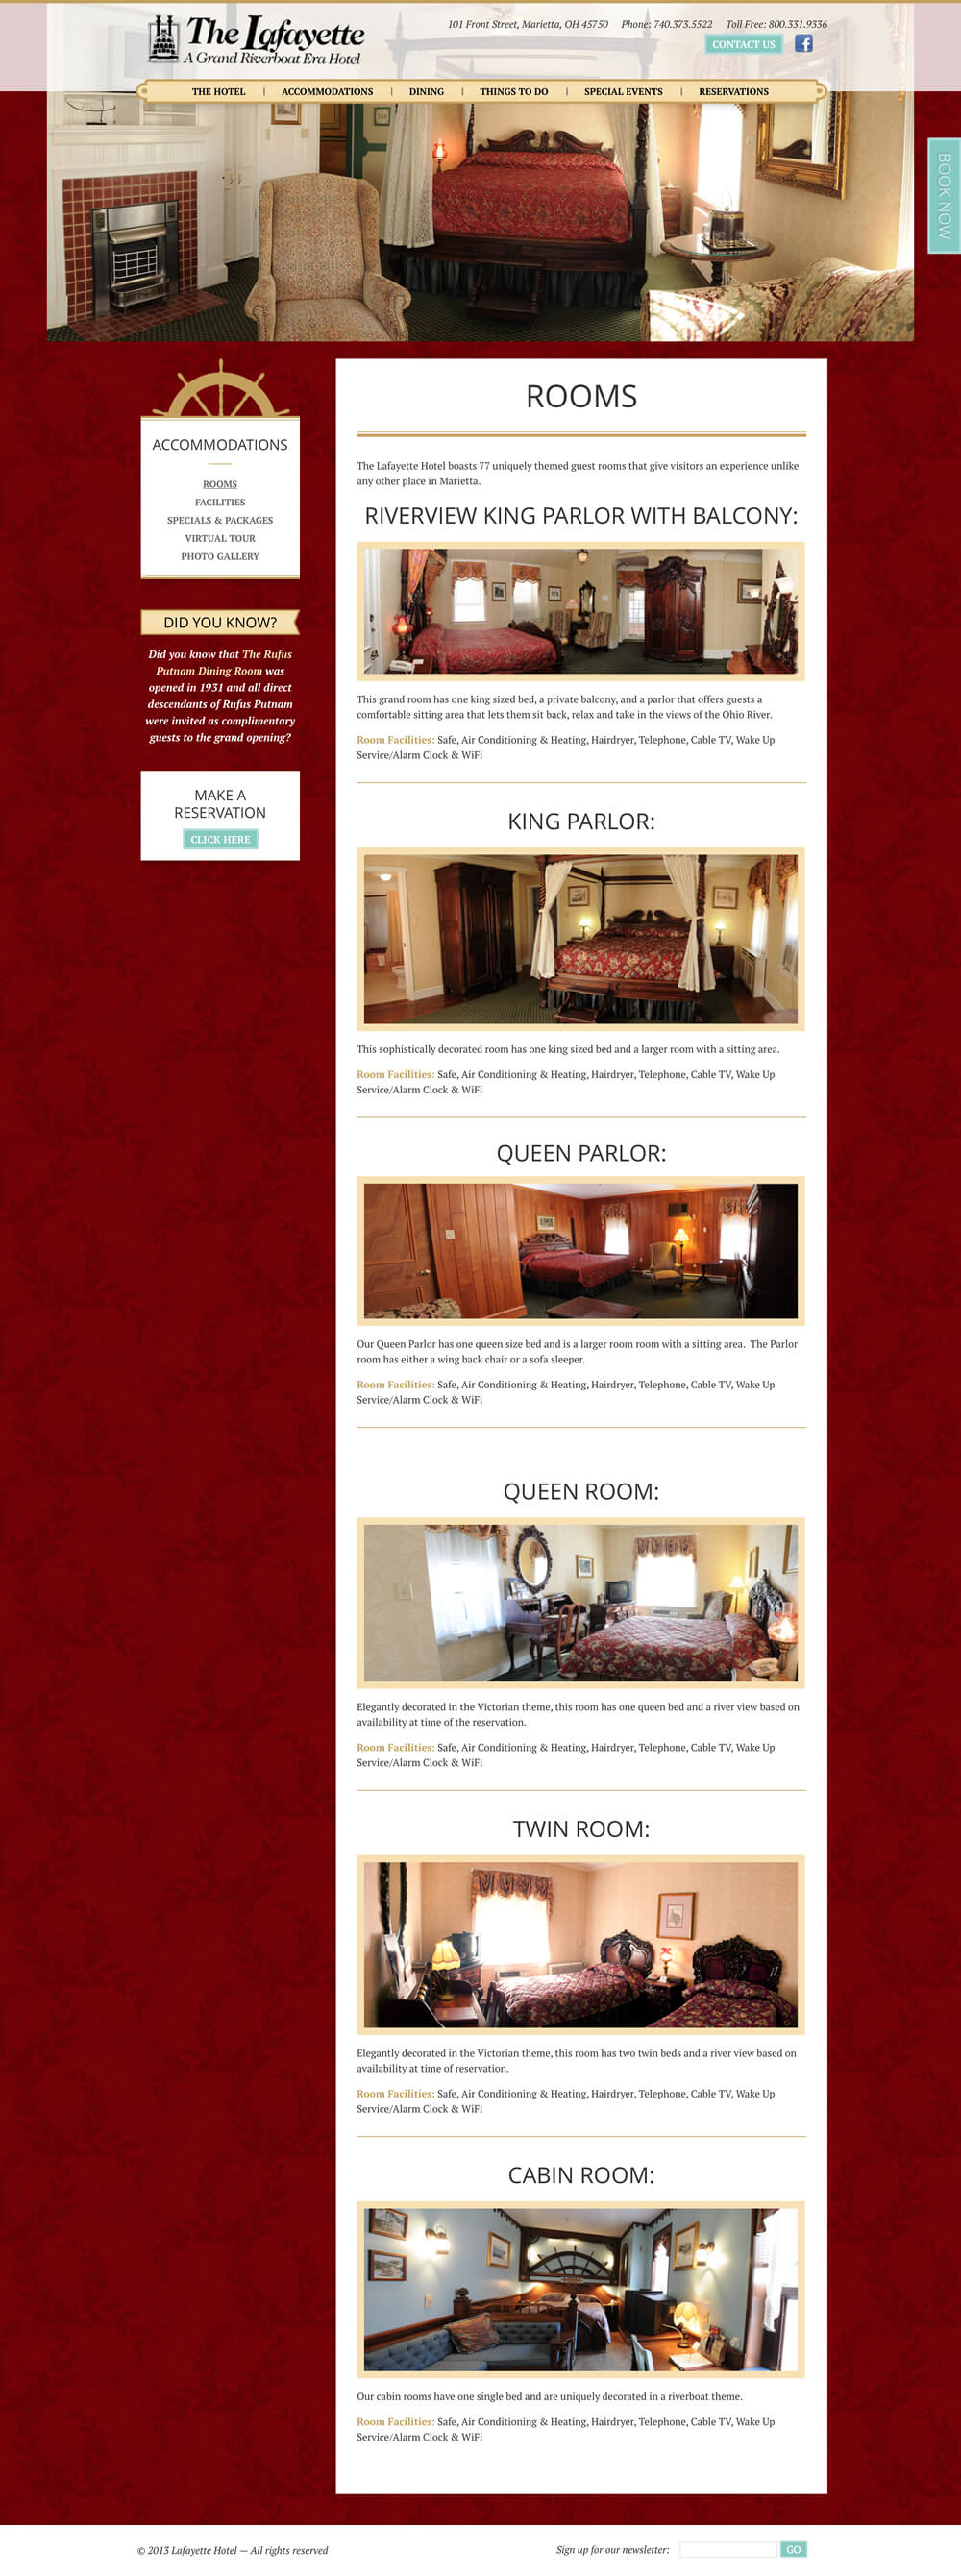 The Lafayette
A Grand Riverboat Era Hotel
101 Front Street, Marietta, OH 45750 Phone: 740.373.5522 Toll Free: 800.331.9336
CONTACT US
THE HOTEL | ACCOMMODATIONS | DINING | THINGS TO DO | SPECIAL EVENTS | RESERVATIONS
BOOK NOW
ACCOMMODATIONS
ROOMS
FACILITIES
SPECIALS & PACKAGES
VIRTUAL TOUR
PHOTO GALLERY
DID YOU KNOW?
Did you know that The Rufus
Putnam Dining Room was
opened in 1931 and all direct
descendants of Rufus Putnam
were invited as complimentary
guests to the grand opening?
MAKE A
RESERVATION
CLICK HERE
ROOMS
The Lafayette Hotel boasts 77 uniquely themed guest rooms that give visitors an experience unlike
any other place in Marietta.
RIVERVIEW KING PARLOR WITH BALCONY:
This grand room has one king sized bed, a private balcony, and a parlor that offers guests a
comfortable sitting area that lets them sit back, relax and take in the views of the Ohio River.
Room Facilities: Safe, Air Conditioning & Heating, Hairdryer, Telephone, Cable TV, Wake Up
Service/Alarm Clock & WiFi
KING PARLOR:
This sophistically decorated room has one king sized bed and a larger room with a sitting area.
Room Facilities: Safe, Air Conditioning & Heating, Hairdryer, Telephone, Cable TV, Wake Up
Service/Alarm Clock & WiFi
QUEEN PARLOR:
Our Queen Parlor has one queen size bed and is a larger room room with a sitting area. The Parlor
room has either a wing back chair or a sofa sleeper.
Room Facilities: Safe, Air Conditioning & Heating, Hairdryer, Telephone, Cable TV, Wake Up
Service/Alarm Clock & WiFi
QUEEN ROOM:
Elegantly decorated in the Victorian theme, this room has one queen bed and a river view based on
availability at time of the reservation.
Room Facilities: Safe, Air Conditioning & Heating, Hairdryer, Telephone, Cable TV, Wake Up
Service/Alarm Clock & WiFi
TWIN ROOM:
Elegantly decorated in the Victorian theme, this room has two twin beds and a river view based on
availability at time of reservation.
Room Facilities: Safe, Air Conditioning & Heating, Hairdryer, Telephone, Cable TV, Wake Up
Service/Alarm Clock & WiFi
CABIN ROOM:
Our cabin rooms have one single bed and are uniquely decorated in a riverboat theme.
Room Facilities: Safe, Air Conditioning & Heating, Hairdryer, Telephone, Cable TV, Wake Up
Service/Alarm Clock & WiFi
© 2013 Lafayette Hotel — All rights reserved
Sign up for our newsletter:
GO